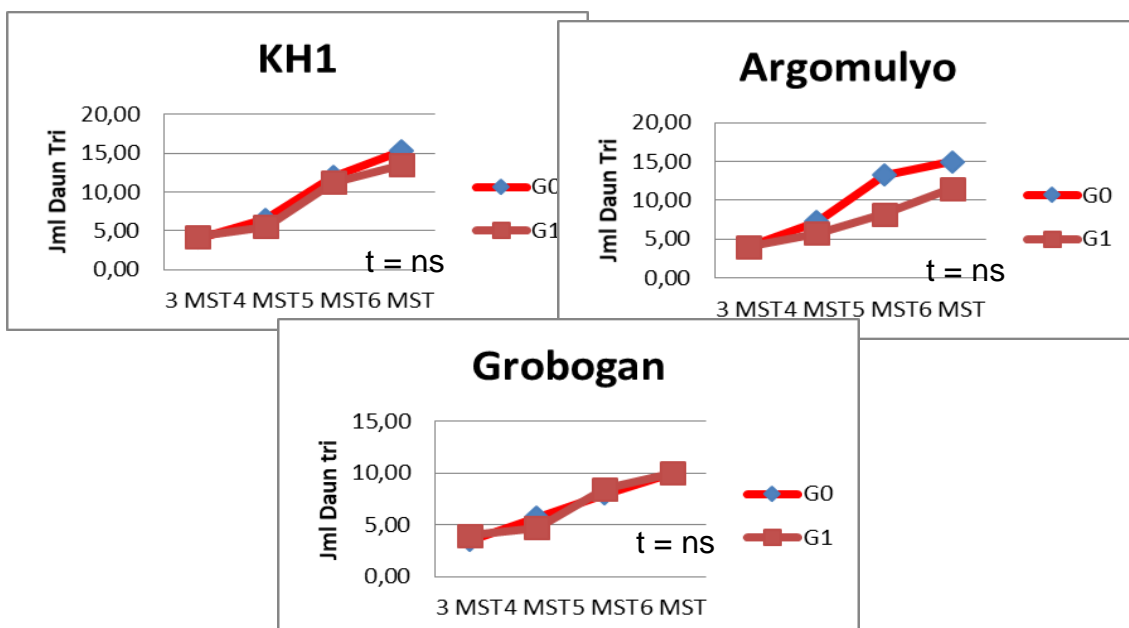 KH1
Jml Daun Tri
20,00
15,00
10,00
5,00
0,00
3 MST4 MST5 MST6 MST
G0
G1
t = ns
Argomulyo
Jml Daun Tri
20,00
15,00
10,00
5,00
0,00
3 MST4 MST5 MST6 MST
G0
G1
t = ns
Grobogan
Jml Daun tri
15,00
10,00
5,00
0,00
3 MST4 MST5 MST6 MST
G0
G1
t = ns